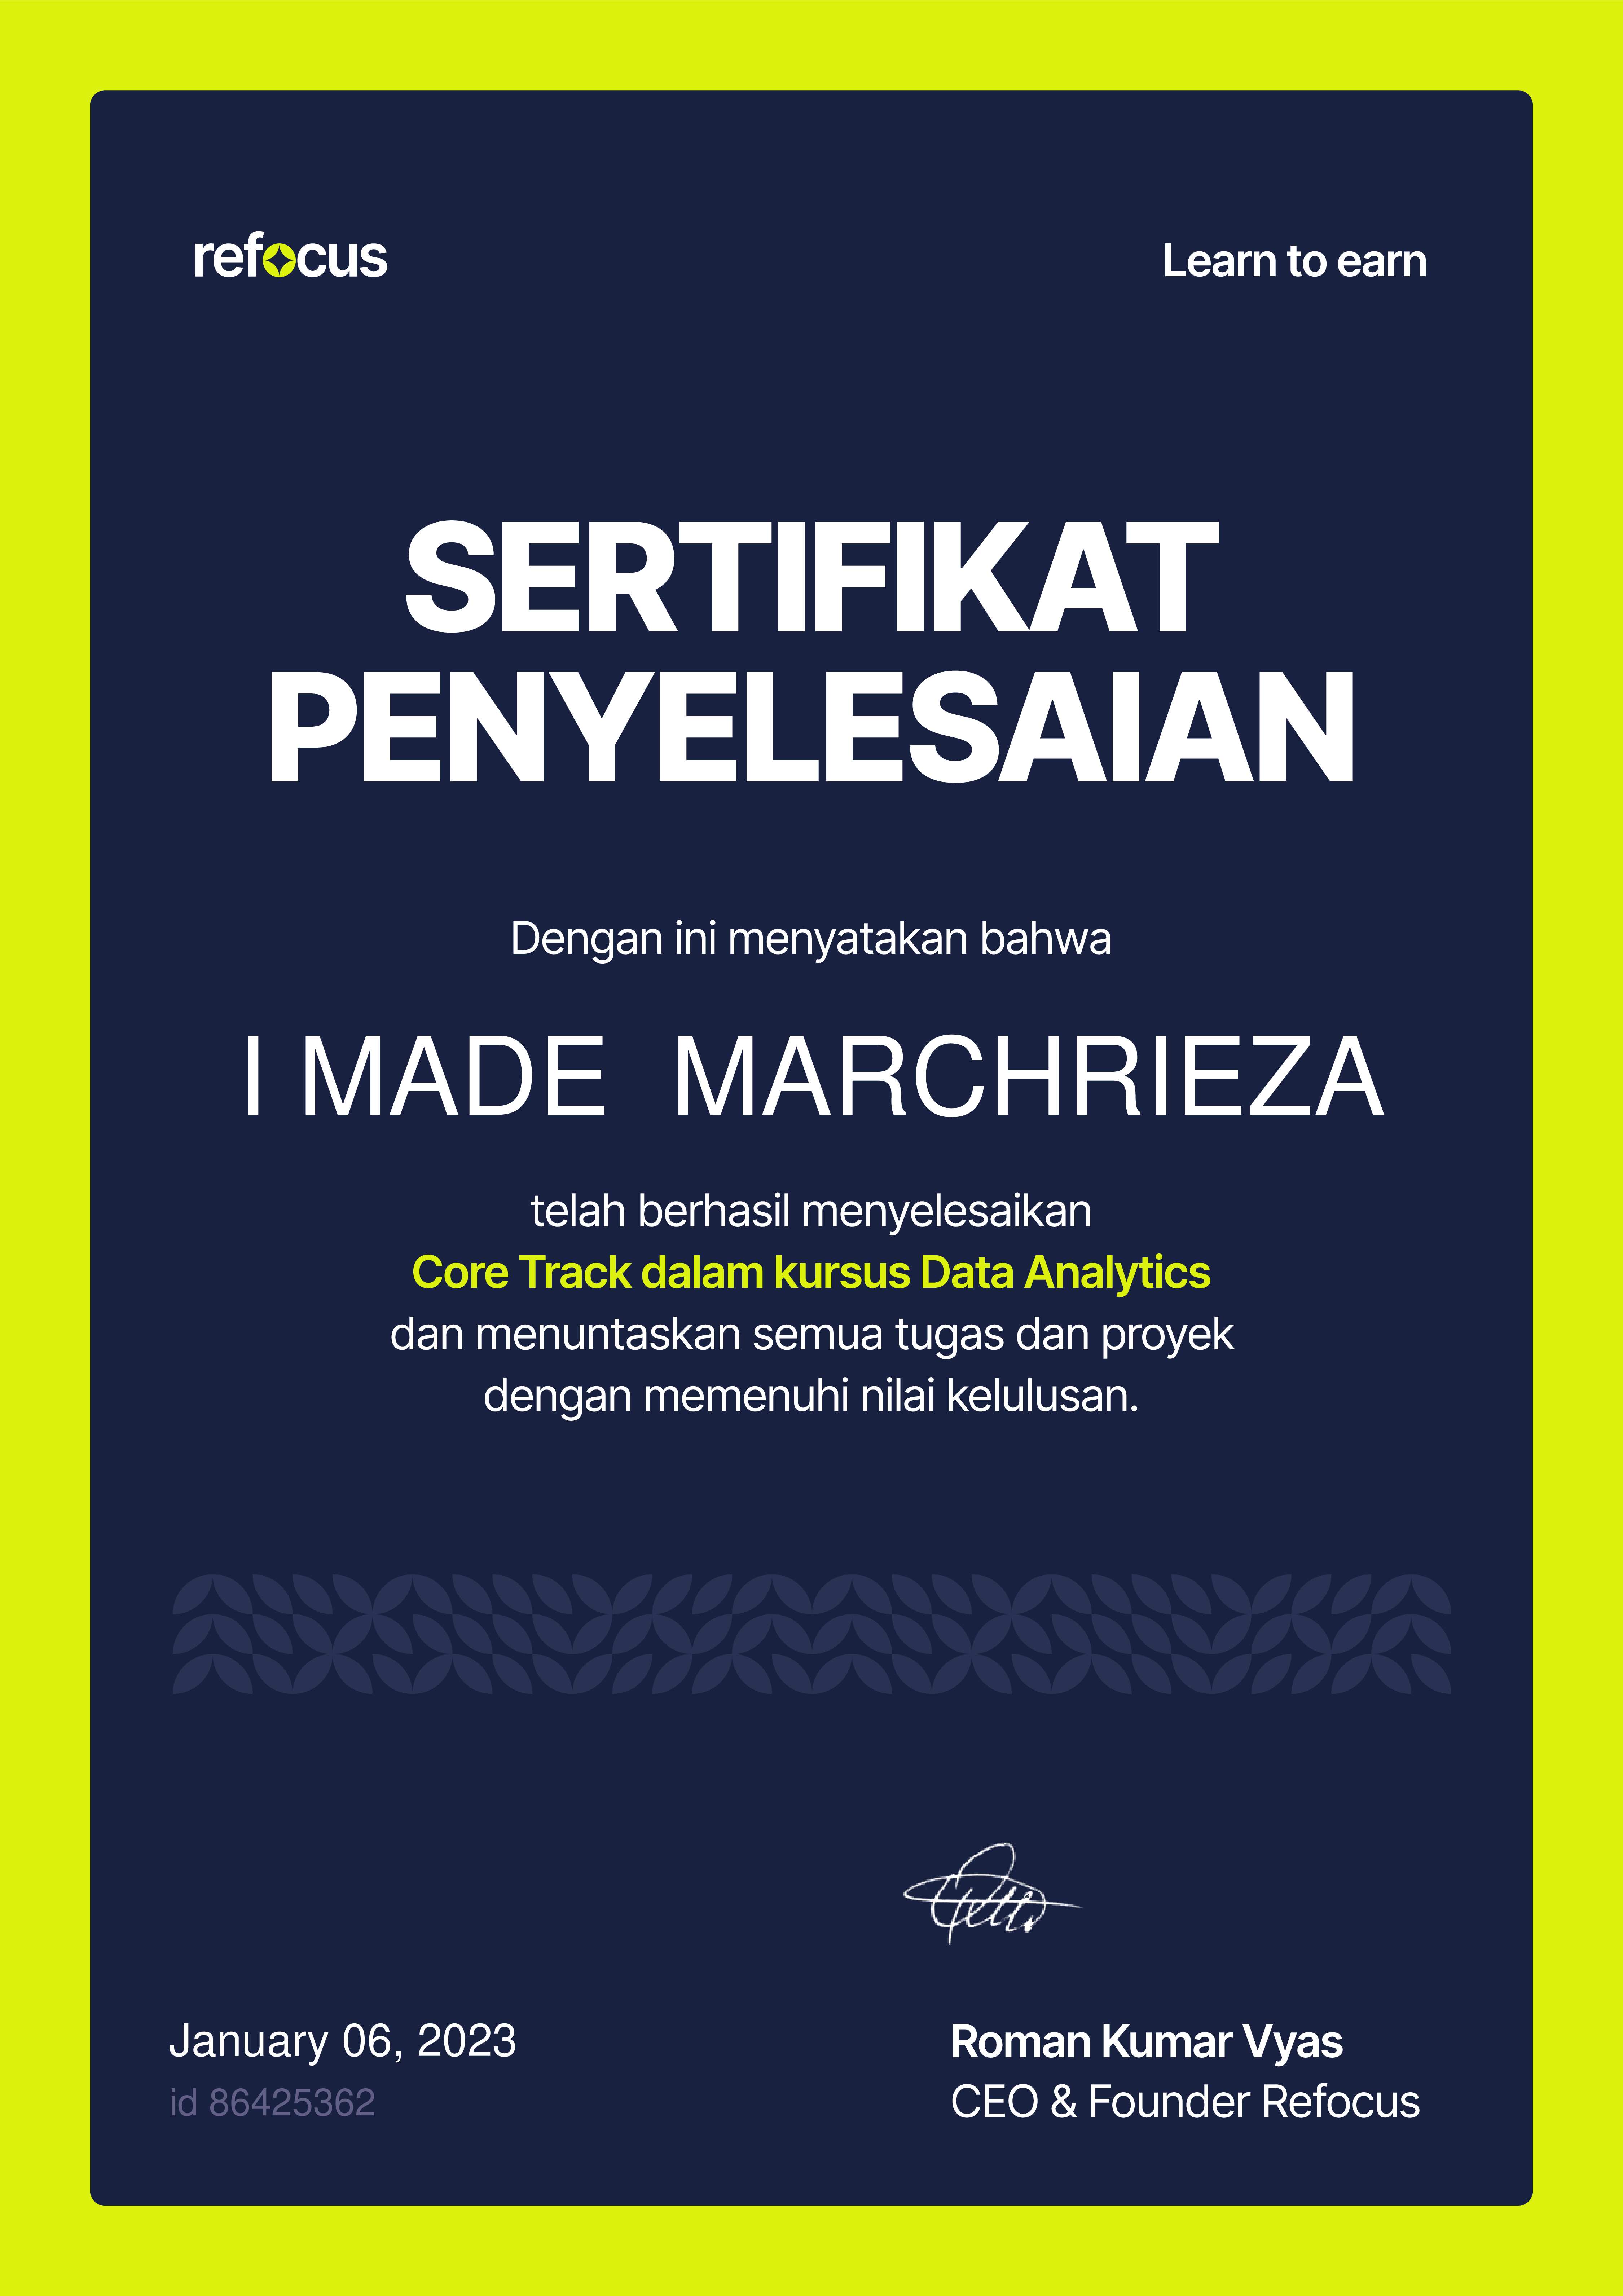 refocus
Learn to earn
SERTIFIKAT
PENYELESAIAN
Dengan ini menyatakan bahwa
I MADE  MARCHRIEZA
telah berhasil menyelesaikan
Core Track dalam kursus Data Analytics
dan menuntaskan semua tugas dan proyek
dengan memenuhi nilai kelulusan.
January 06, 2023
id 86425362
Roman Kumar Vyas
CEO & Founder Refocus